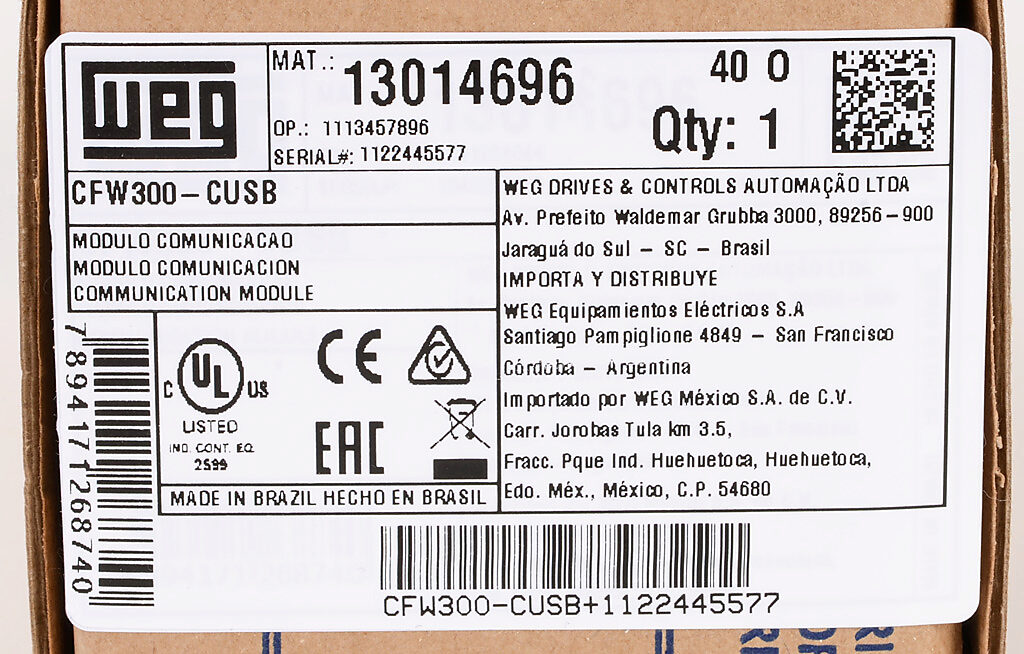 WEG
MAT.: 13014696
40 0
OP.: 1113457896
Qty: 1
SERIAL#: 1122445577
CFW300-CUSB
MODULO COMUNICACAO
MODULO COMUNICACION
COMMUNICATION MODULE
WEG DRIVES & CONTROLS AUTOMAÇÃO LTDA
Av. Prefeito Waldemar Grubba 3000, 89256-900
Jaraguá do Sul - SC - Brasil
IMPORTA Y DISTRIBUYE
WEG Equipamientos Eléctricos S.A
Santiago Pampiglione 4849 - San Francisco
Córdoba - Argentina
Importado por WEG México S.A. de C.V.
Carr. Jorobas Tula km 3.5,
Fracc. Pque Ind. Huehuetoca, Huehuetoca,
Edo. Méx., México, C.P. 54680
7894171268740
C UL US
LISTED
IND. CONT. EQ.
2S99
CE
EAC
MADE IN BRAZIL HECHO EN BRASIL
CFW300-CUSB+1122445577